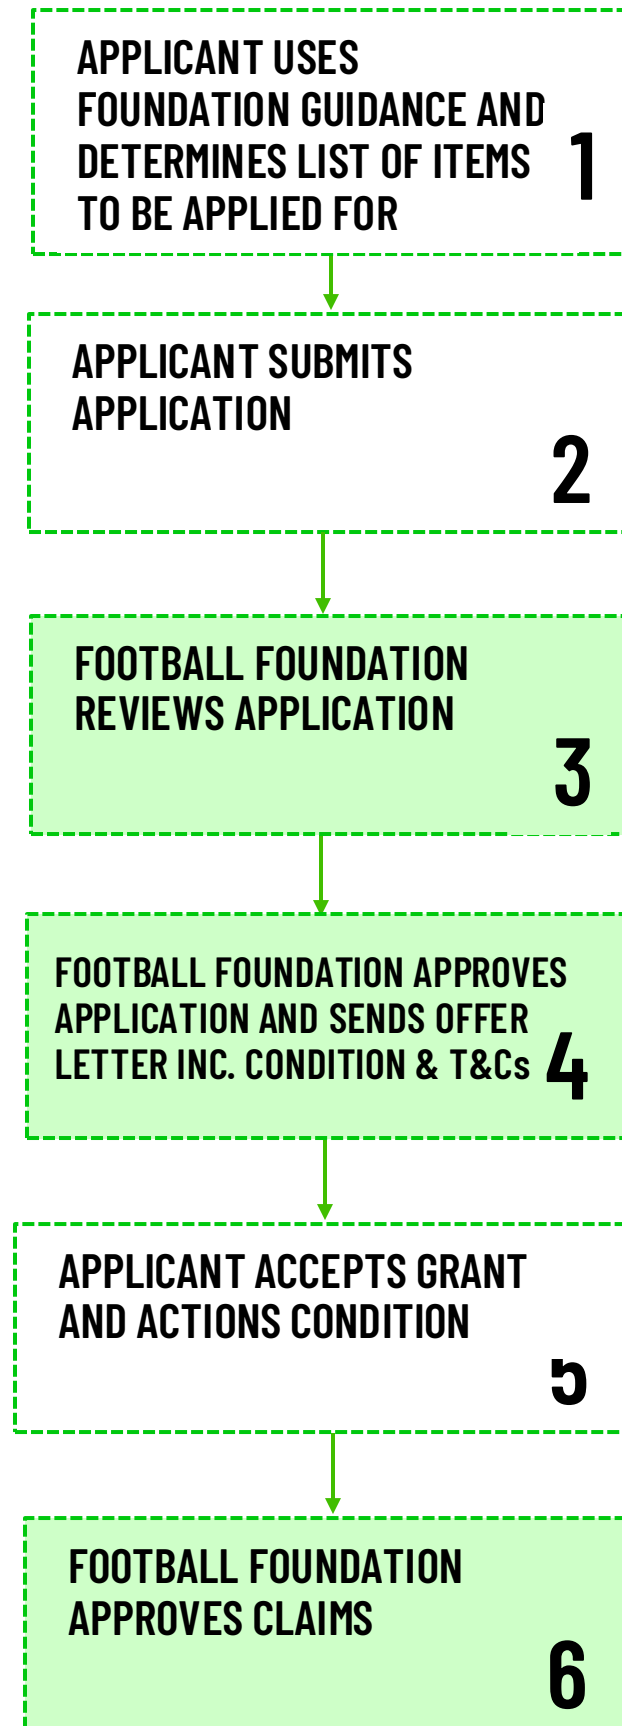 APPLICANT USES
FOUNDATION GUIDANCE AND
DETERMINES LIST OF ITEMS
TO BE APPLIED FOR
1
APPLICANT SUBMITS
APPLICATION
2
FOOTBALL FOUNDATION
REVIEWS APPLICATION
3
FOOTBALL FOUNDATION APPROVES
APPLICATION AND SENDS OFFER
LETTER INC. CONDITION & T&Cs
4
APPLICANT ACCEPTS GRANT
AND ACTIONS CONDITION
5
FOOTBALL FOUNDATION
APPROVES CLAIMS
6